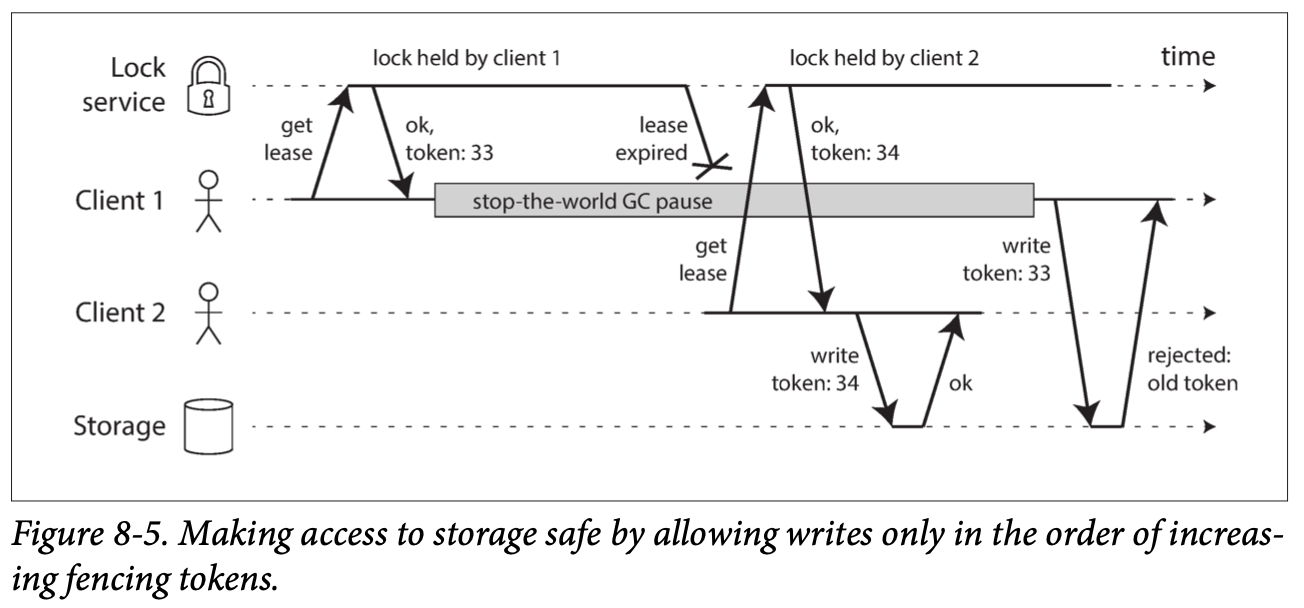 lock held by client 1
lock held by client 2
time
Lock
service
get
lease
ok,
token: 33
lease
expired
ok,
token: 34
Client 1
stop-the-world GC pause
get
lease
write
token: 33
Client 2
write
token: 34
ok
rejected:
old token
Storage
Figure 8-5. Making access to storage safe by allowing writes only in the order of increas-
ing fencing tokens.